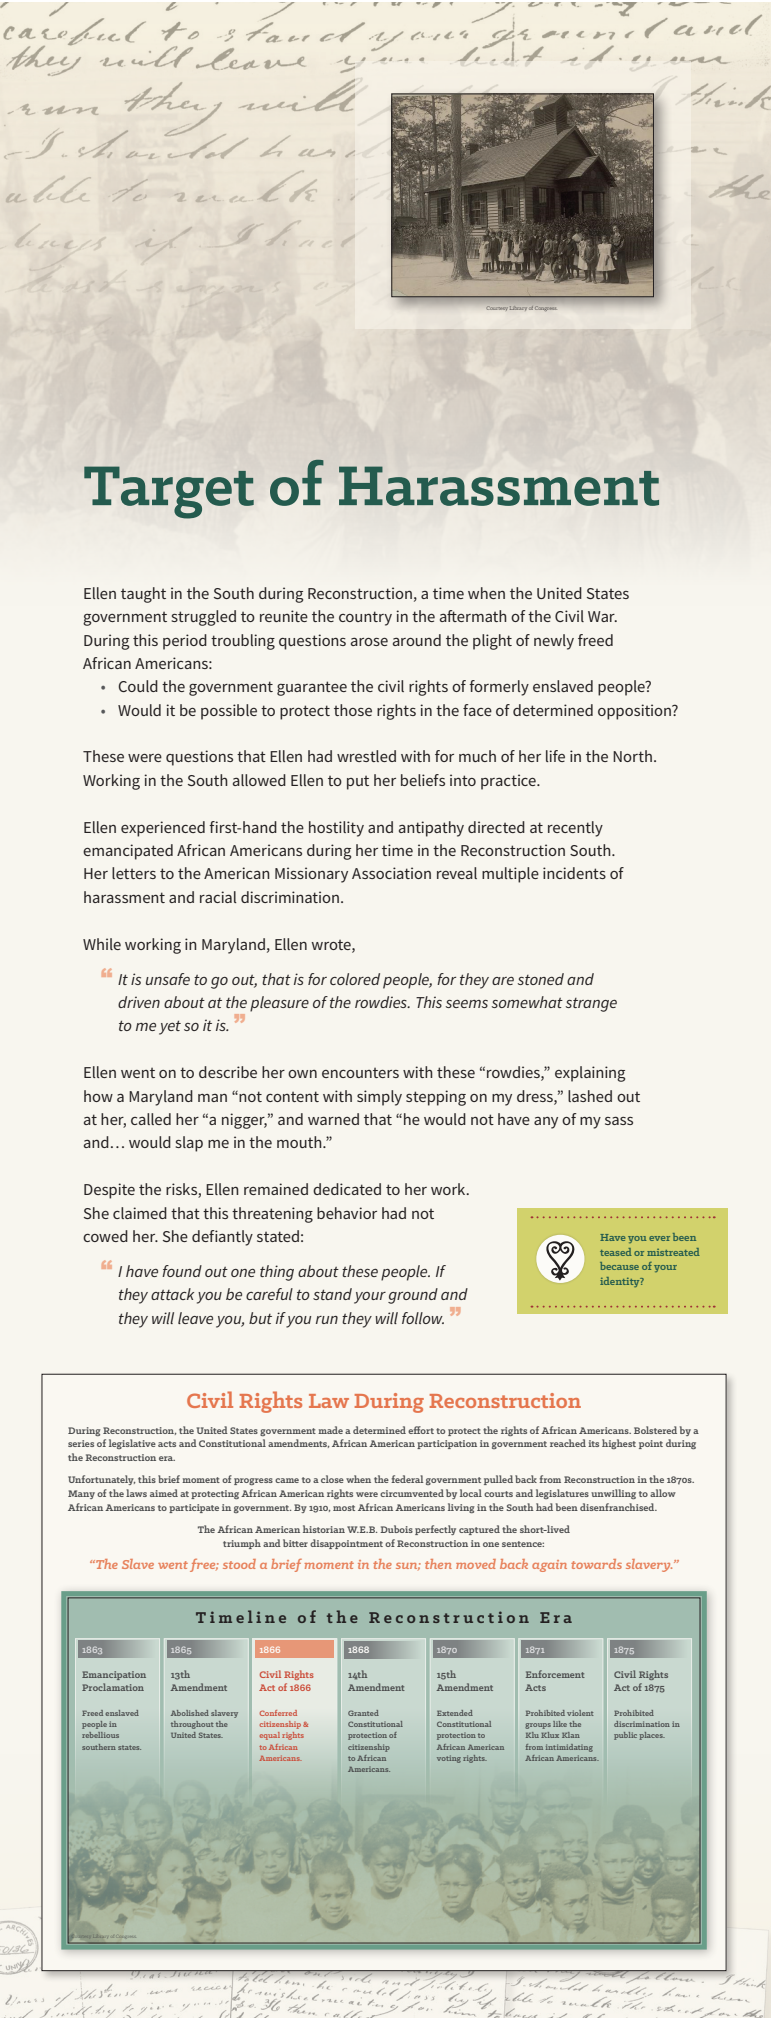 careful to stand your ground and
they will leave you but if you
run they will think
I should hardly
able to walk the
boys if I had
Courtesy Library of Congress.
Target of Harassment
Ellen taught in the South during Reconstruction, a time when the United States
government struggled to reunite the country in the aftermath of the Civil War.
During this period troubling questions arose around the plight of newly freed
African Americans:
• Could the government guarantee the civil rights of formerly enslaved people?
• Would it be possible to protect those rights in the face of determined opposition?
These were questions that Ellen had wrestled with for much of her life in the North.
Working in the South allowed Ellen to put her beliefs into practice.
Ellen experienced first-hand the hostility and antipathy directed at recently
emancipated African Americans during her time in the Reconstruction South.
Her letters to the American Missionary Association reveal multiple incidents of
harassment and racial discrimination.
While working in Maryland, Ellen wrote,
“ It is unsafe to go out, that is for colored people, for they are stoned and
driven about at the pleasure of the rowdies. This seems somewhat strange
to me yet so it is. ”
Ellen went on to describe her own encounters with these “rowdies,” explaining
how a Maryland man “not content with simply stepping on my dress,” lashed out
at her, called her “a nigger,” and warned that “he would not have any of my sass
and… would slap me in the mouth.”
Despite the risks, Ellen remained dedicated to her work.
She claimed that this threatening behavior had not
cowed her. She defiantly stated:
“ I have found out one thing about these people. If
they attack you be careful to stand your ground and
they will leave you, but if you run they will follow. ”
Have you ever been
teased or mistreated
because of your
identity?
Civil Rights Law During Reconstruction
During Reconstruction, the United States government made a determined effort to protect the rights of African Americans. Bolstered by a
series of legislative acts and Constitutional amendments, African American participation in government reached its highest point during
the Reconstruction era.
Unfortunately, this brief moment of progress came to a close when the federal government pulled back from Reconstruction in the 1870s.
Many of the laws aimed at protecting African American rights were circumvented by local courts and legislatures unwilling to allow
African Americans to participate in government. By 1910, most African Americans living in the South had been disenfranchised.
The African American historian W.E.B. Dubois perfectly captured the short-lived
triumph and bitter disappointment of Reconstruction in one sentence:
“The Slave went free; stood a brief moment in the sun; then moved back again towards slavery.”
Timeline of the Reconstruction Era
1863
Emancipation
Proclamation
Freed enslaved
people in
rebellious
southern states.
1865
13th
Amendment
Abolished slavery
throughout the
United States.
1866
Civil Rights
Act of 1866
Conferred
citizenship &
equal rights
to African
Americans.
1868
14th
Amendment
Granted
Constitutional
protection of
citizenship
to African
Americans.
1870
15th
Amendment
Extended
Constitutional
protection to
African American
voting rights.
1871
Enforcement
Acts
Prohibited violent
groups like the
Klu Klux Klan
from intimidating
African Americans.
1875
Civil Rights
Act of 1875
Prohibited
discrimination in
public places.
Courtesy Library of Congress.